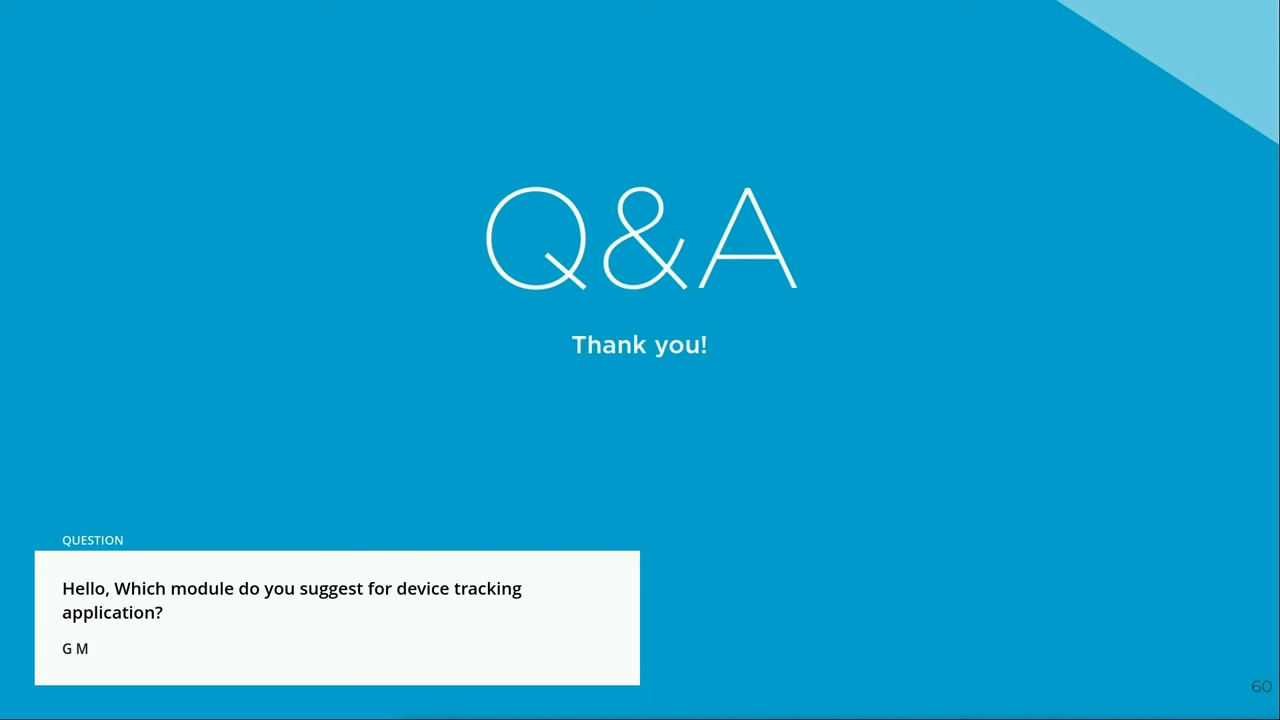 Q&A
Thank you!
QUESTION
Hello, Which module do you suggest for device tracking
application?
G M
60